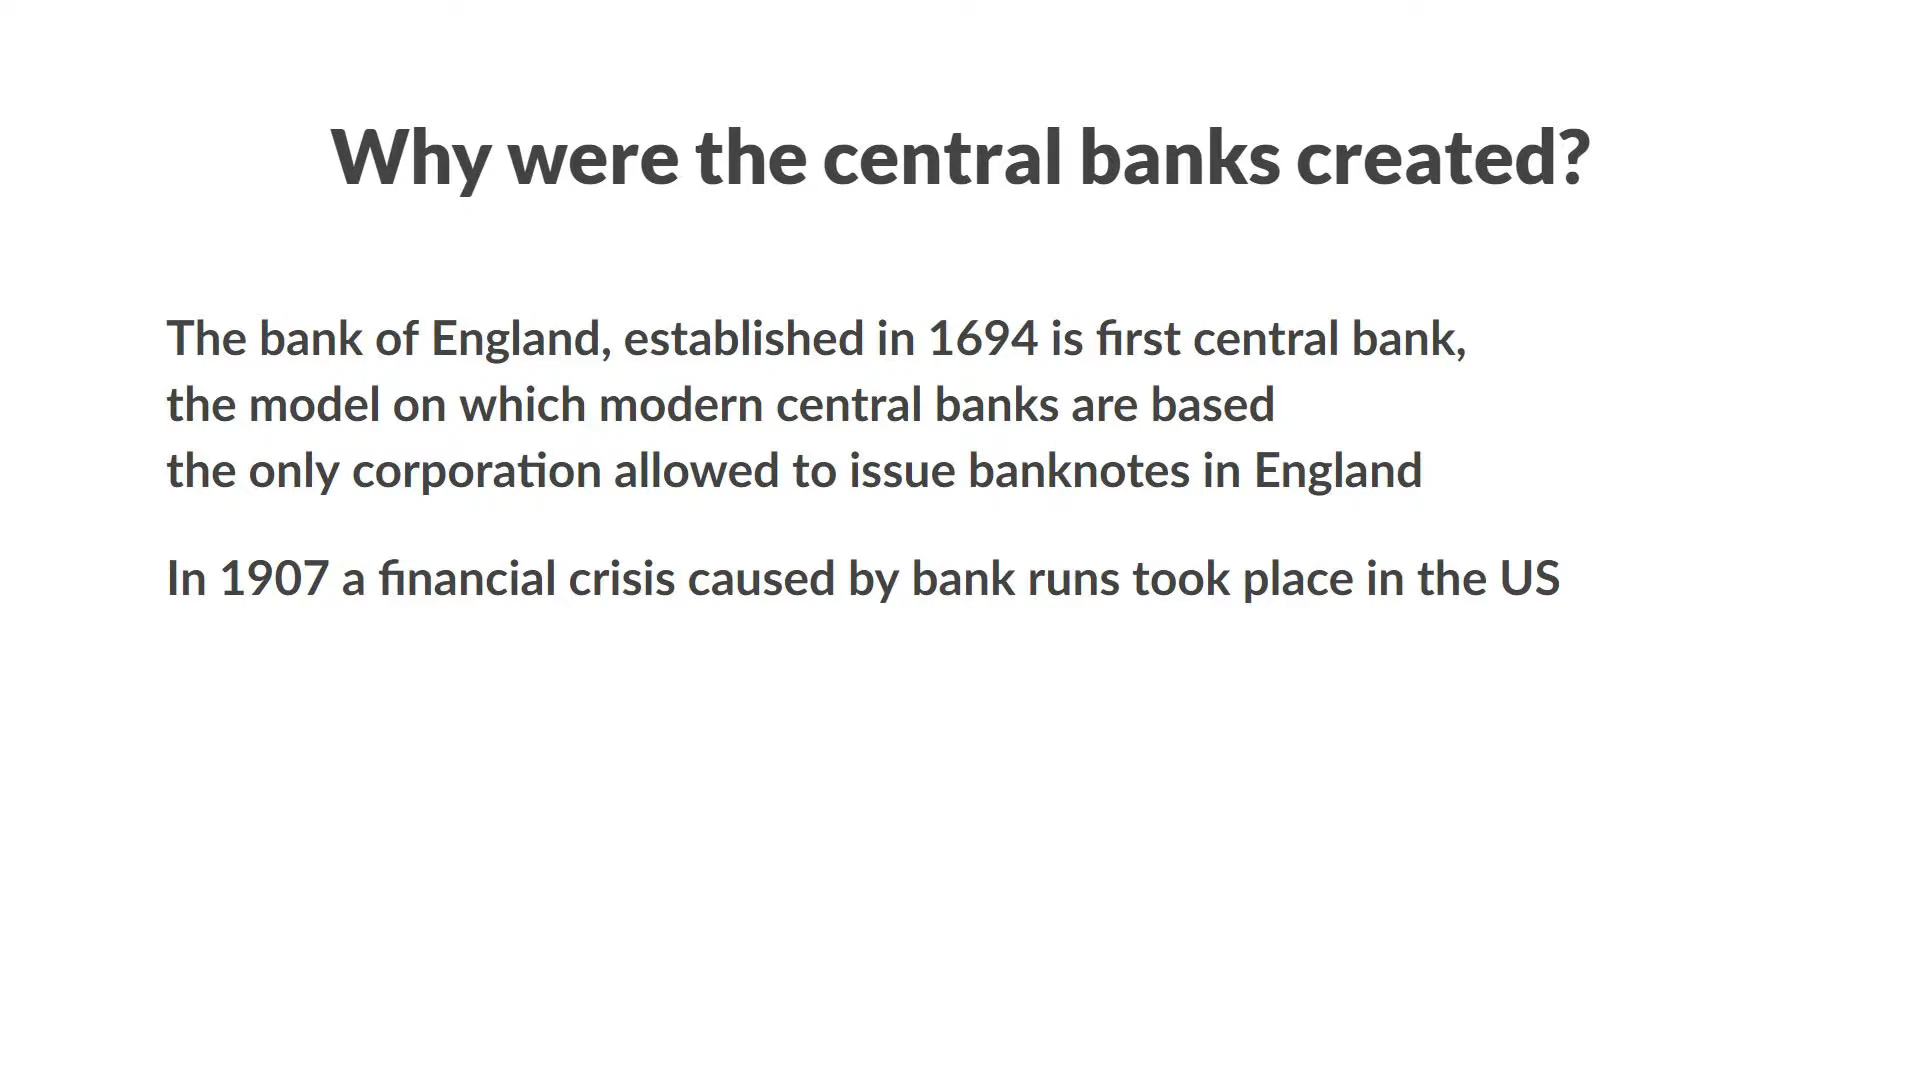 Why were the central banks created?
The bank of England, established in 1694 is first central bank,
the model on which modern central banks are based
the only corporation allowed to issue banknotes in England
In 1907 a financial crisis caused by bank runs took place in the US